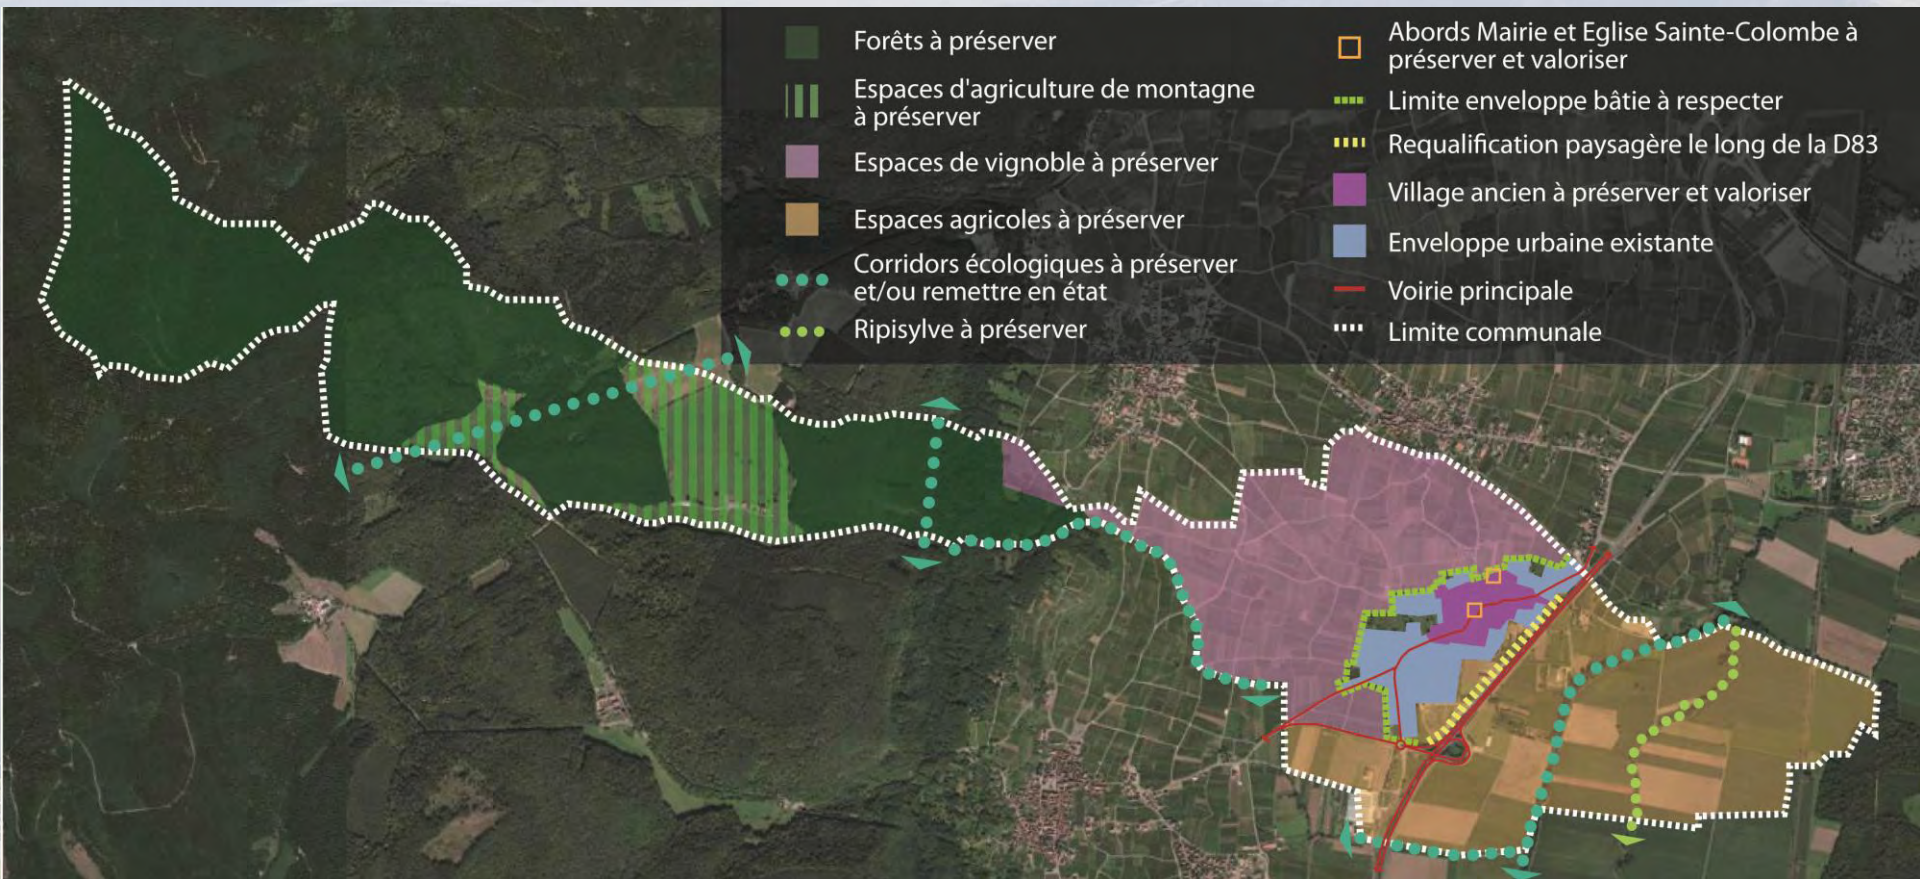 Forêts à préserver
Espaces d'agriculture de montagne
à préserver
Espaces de vignoble à préserver
Espaces agricoles à préserver
Corridors écologiques à préserver
et/ou remettre en état
Ripisylve à préserver
Abords Mairie et Eglise Sainte-Colombe à
préserver et valoriser
Limite enveloppe bâtie à respecter
Requalification paysagère le long de la D83
Village ancien à préserver et valoriser
Enveloppe urbaine existante
Voirie principale
Limite communale